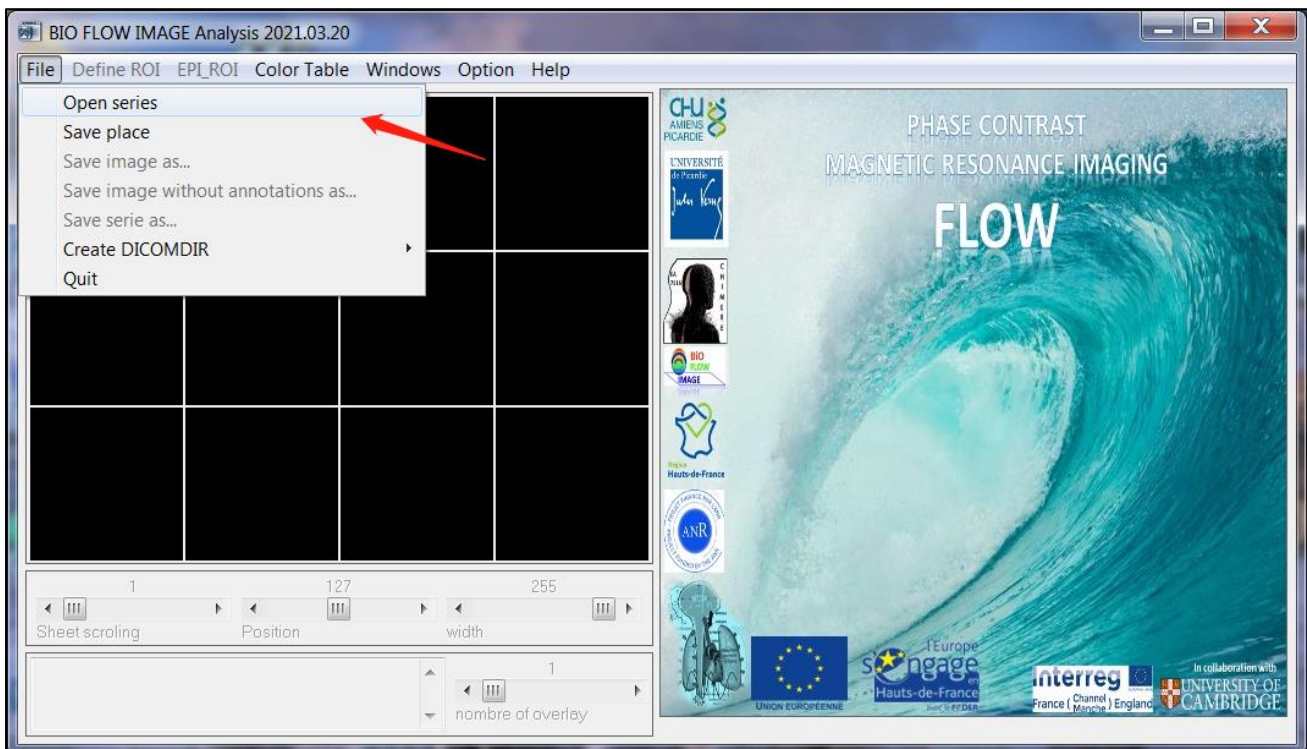 BIO FLOW IMAGE Analysis 2021.03.20
File Define ROI EPI_ROI Color Table Windows Option Help
Open series
Save place
Save image as...
Save image without annotations as...
Save serie as...
Create DICOMDIR
Quit
1 127 255
Sheet scroling Position width
1
nombre of overlay
PHASE CONTRAST
MAGNETIC RESONANCE IMAGING
FLOW
CHU
AMIENS
PICARDIE
UNIVERSITÉ
de Picardie
Jules Verne
CHIMERE
BIO
FLOW
IMAGE
Région
Hauts-de-France
ANR
UNION EUROPÉENNE
l'Europe
s'engage
en
Hauts-de-France
avec le FEDER
Interreg
France ( Channel Manche ) England
In collaboration with
UNIVERSITY OF
CAMBRIDGE